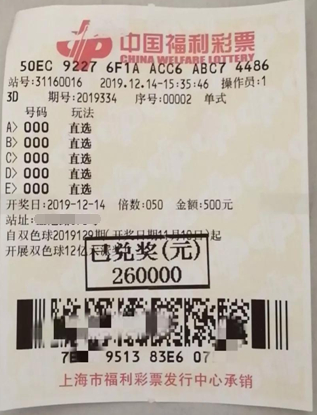 中国福利彩票
CHINA WELFARE LOTTERY
50EC 9227 6F1A ACC6 ABC7 4486
站号:31160016 2019.12.14-15:35:46 操作员:1
3D 期号:2019334 序号:00002 单式
号码 玩法
A> 000 直选
B> 000 直选
C> 000 直选
D> 000 直选
E> 000 直选
开奖日:2019-12-14 倍数:050 金额:500元
站址:
自双色球2019129期(开奖日期11月10日)起
开展双色球12亿大派奖
已兑奖(元)
260000
9513 83E6 07
上海市福利彩票发行中心承销